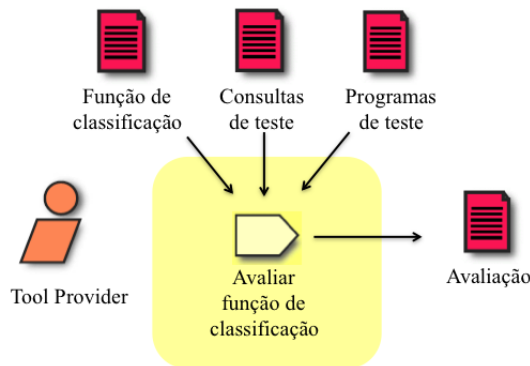 Função de
classificação
Consultas
de teste
Programas
de teste
Tool Provider
Avaliar
função de
classificação
Avaliação